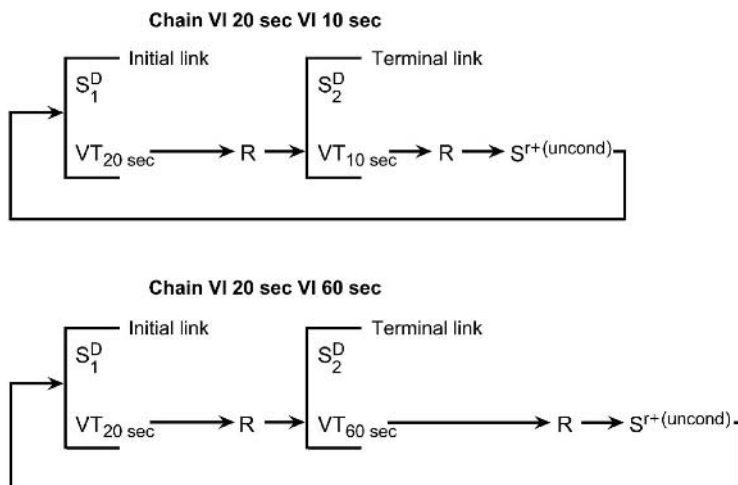 Chain VI 20 sec VI 10 sec
Initial link Terminal link
S₁ᴰ S₂ᴰ
VT₂₀ sec R VT₁₀ sec R Sʳ⁺⁽ᵘⁿᶜᵒⁿᵈ⁾
Chain VI 20 sec VI 60 sec
Initial link Terminal link
S₁ᴰ S₂ᴰ
VT₂₀ sec R VT₆₀ sec R Sʳ⁺⁽ᵘⁿᶜᵒⁿᵈ⁾